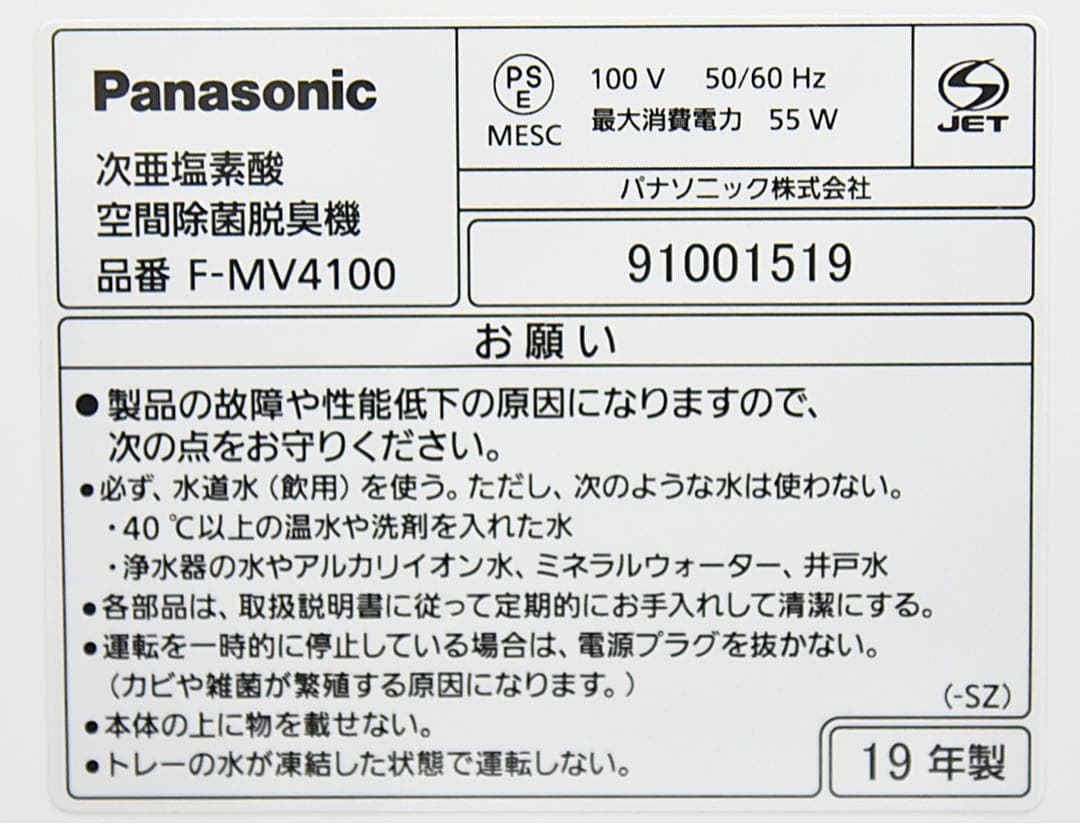 Panasonic
次亜塩素酸
空間除菌脱臭機
品番 F-MV4100
PS
E
MESC
100 V 50/60 Hz
最大消費電力 55 W
JET
パナソニック株式会社
91001519
お願い
●製品の故障や性能低下の原因になりますので、
次の点をお守りください。
●必ず、水道水（飲用）を使う。ただし、次のような水は使わない。
・40 ℃以上の温水や洗剤を入れた水
・浄水器の水やアルカリイオン水、ミネラルウォーター、井戸水
●各部品は、取扱説明書に従って定期的にお手入れして清潔にする。
●運転を一時的に停止している場合は、電源プラグを抜かない。
（カビや雑菌が繁殖する原因になります。）
●本体の上に物を載せない。
●トレーの水が凍結した状態で運転しない。
(-SZ)
19 年製